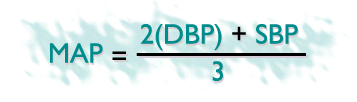 MAP = 2(DBP) + SBP
3